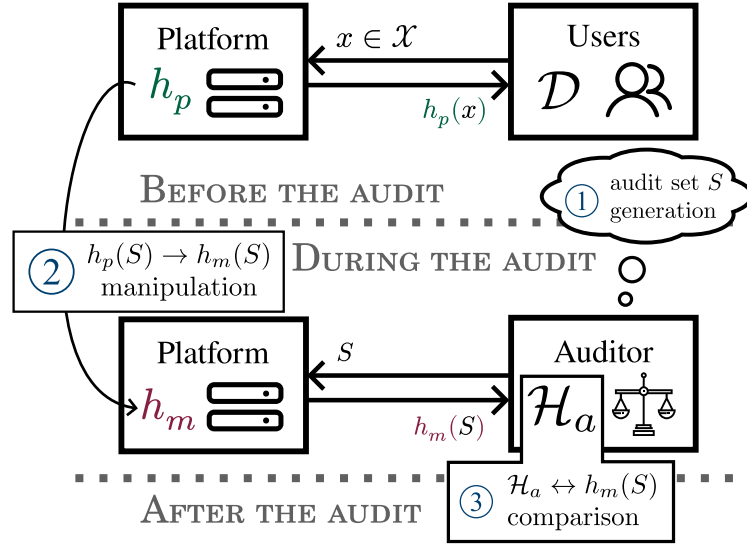 Platform
h_p
x ∈ 𝒳
h_p(x)
Users
𝒟
BEFORE THE AUDIT
1 audit set S
generation
2 h_p(S) → h_m(S)
manipulation
DURING THE AUDIT
Platform
h_m
S
h_m(S)
Auditor
ℋ_a
AFTER THE AUDIT
3 ℋ_a ↔ h_m(S)
comparison